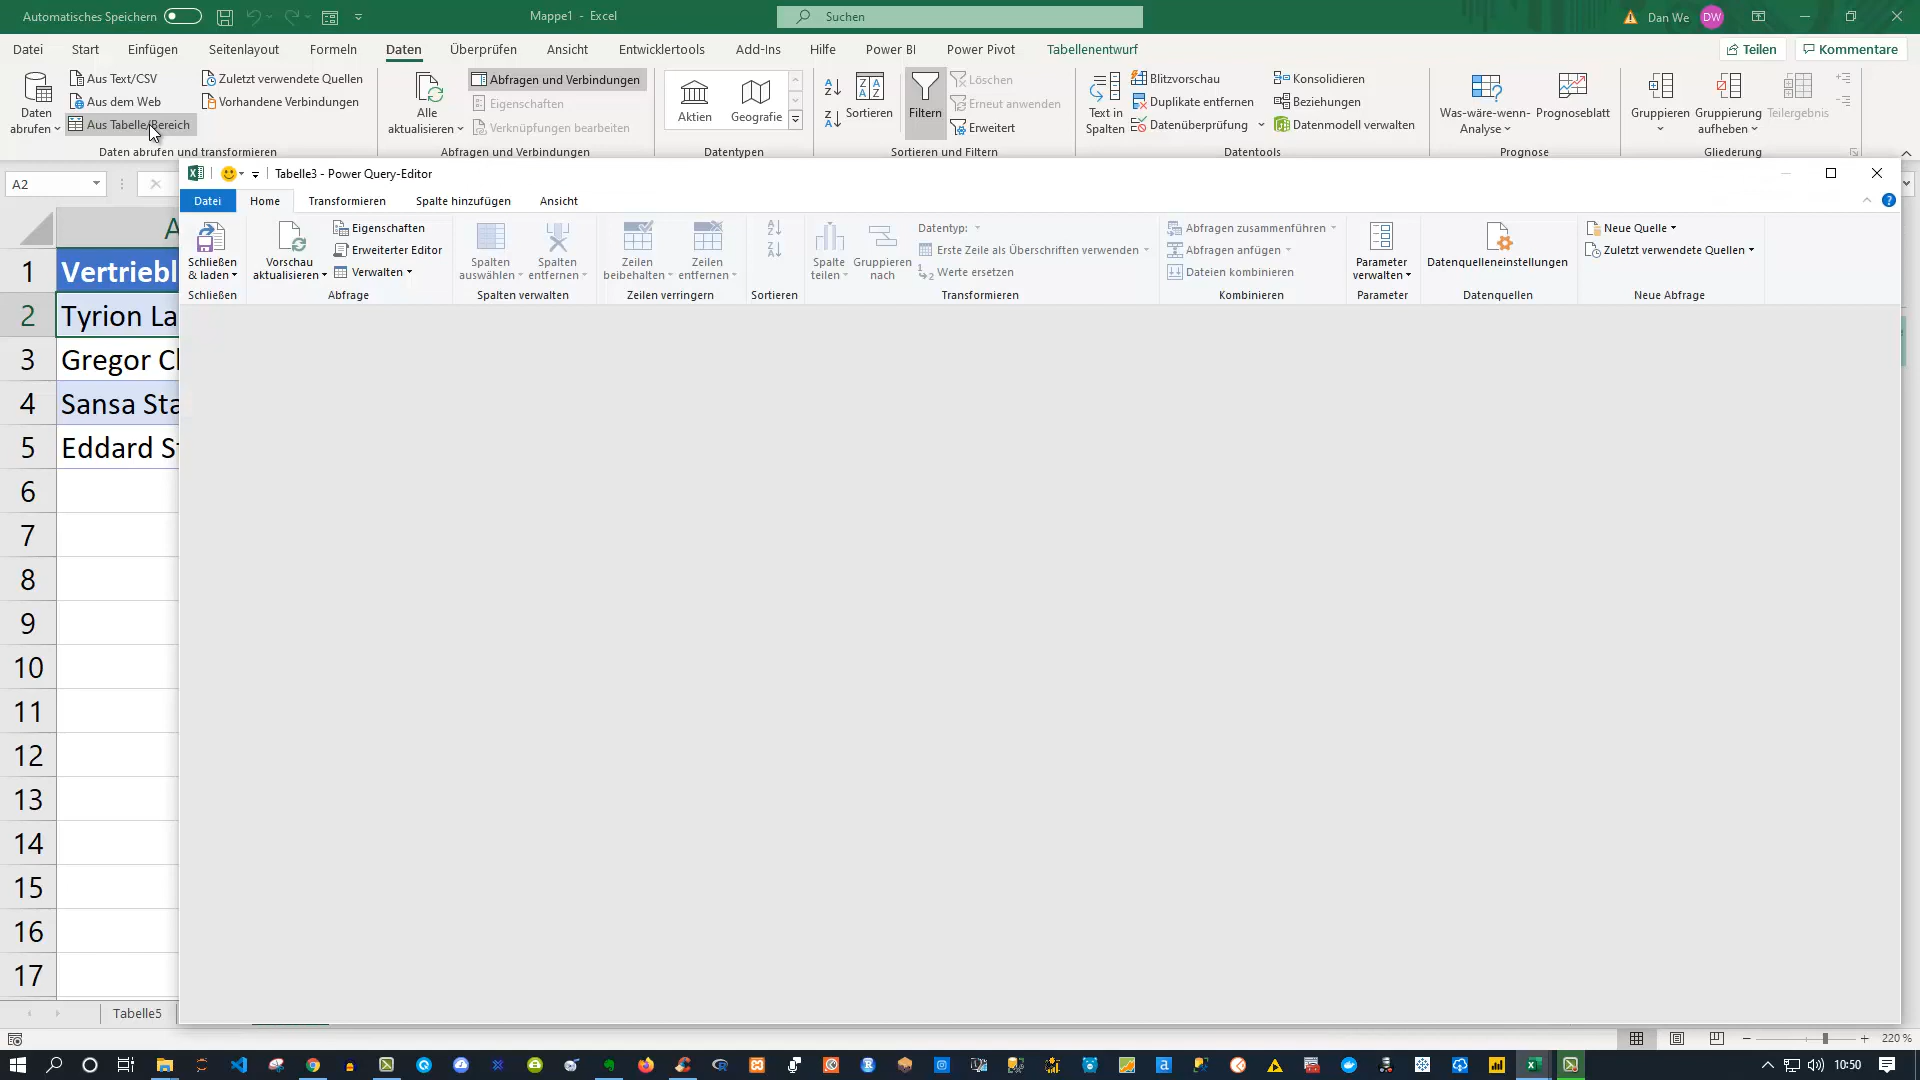 Automatisches Speichern
Mappe1 - Excel
Suchen
Dan We
DW
Datei
Start
Einfügen
Seitenlayout
Formeln
Daten
Überprüfen
Ansicht
Entwicklertools
Add-Ins
Hilfe
Power BI
Power Pivot
Tabellenentwurf
Teilen
Kommentare
Daten
abrufen
Aus Text/CSV
Aus dem Web
Aus Tabelle/Bereich
Zuletzt verwendete Quellen
Vorhandene Verbindungen
Daten abrufen und transformieren
Alle
aktualisieren
Abfragen und Verbindungen
Eigenschaften
Verknüpfungen bearbeiten
Abfragen und Verbindungen
Aktien
Geografie
Datentypen
Sortieren
Filtern
Löschen
Erneut anwenden
Erweitert
Sortieren und Filtern
Text in
Spalten
Blitzvorschau
Duplikate entfernen
Datenüberprüfung
Konsolidieren
Beziehungen
Datenmodell verwalten
Datentools
Was-wäre-wenn-
Analyse
Prognoseblatt
Prognose
Gruppieren
Gruppierung
aufheben
Teilergebnis
Gliederung
A2
Tabelle3 - Power Query-Editor
Datei
Home
Transformieren
Spalte hinzufügen
Ansicht
Schließen
& laden
Schließen
Vorschau
aktualisieren
Eigenschaften
Erweiterter Editor
Verwalten
Abfrage
Spalten
auswählen
Spalten
entfernen
Spalten verwalten
Zeilen
beibehalten
Zeilen
entfernen
Zeilen verringern
Sortieren
Spalte
teilen
Gruppieren
nach
Datentyp:
Erste Zeile als Überschriften verwenden
Werte ersetzen
Transformieren
Abfragen zusammenführen
Abfragen anfügen
Dateien kombinieren
Kombinieren
Parameter
verwalten
Parameter
Datenquelleneinstellungen
Datenquellen
Neue Quelle
Zuletzt verwendete Quellen
Neue Abfrage
A
1 Vertriebl
2 Tyrion La
3 Gregor Cl
4 Sansa Sta
5 Eddard St
6
7
8
9
10
11
12
13
14
15
16
17
Tabelle5
220 %
10:50